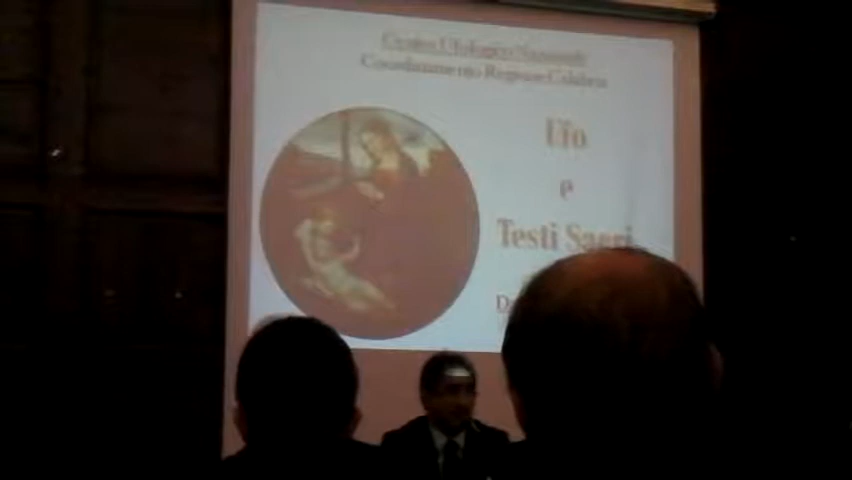 Centro Ufologico Nazionale
Coordinamento Regione Calabria
Ufo
e
Testi Sacri